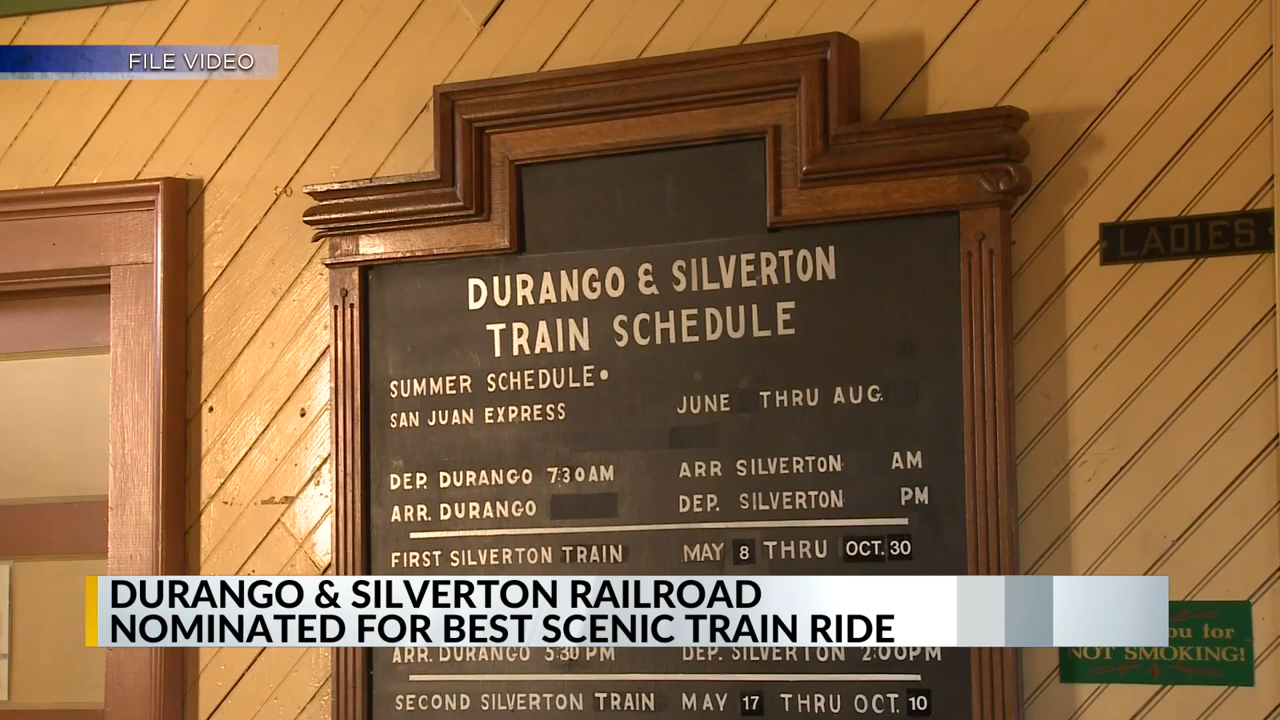 FILE VIDEO
LADIES
DURANGO & SILVERTON
TRAIN SCHEDULE
SUMMER SCHEDULE•
SAN JUAN EXPRESS JUNE THRU AUG.
DEP. DURANGO 7:30AM ARR SILVERTON AM
ARR. DURANGO DEP. SILVERTON PM
FIRST SILVERTON TRAIN MAY 8 THRU OCT. 30
DURANGO & SILVERTON RAILROAD
NOMINATED FOR BEST SCENIC TRAIN RIDE
ou for
NOT SMOKING!
ARR. DURANGO 5:30 PM DEP. SILVERTON 2:00PM
SECOND SILVERTON TRAIN MAY 17 THRU OCT. 10